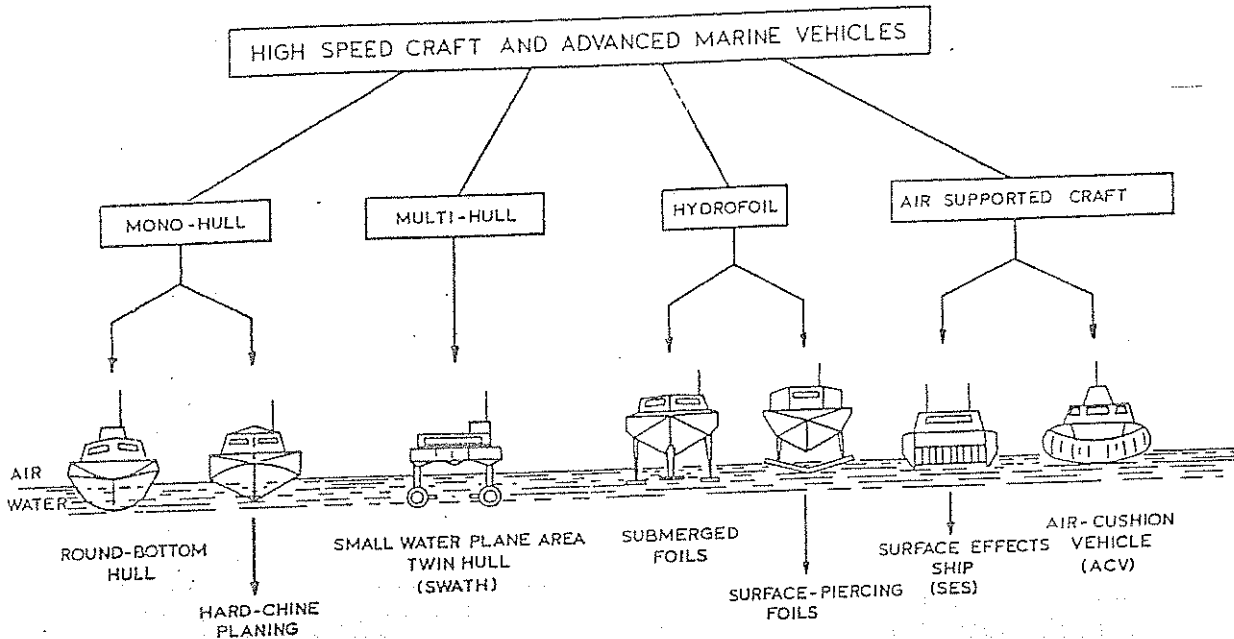 HIGH SPEED CRAFT AND ADVANCED MARINE VEHICLES
MONO-HULL
MULTI-HULL
HYDROFOIL
AIR SUPPORTED CRAFT
AIR
WATER
ROUND-BOTTOM
HULL
HARD-CHINE
PLANING
SMALL WATER PLANE AREA
TWIN HULL
(SWATH)
SUBMERGED
FOILS
SURFACE-PIERCING
FOILS
SURFACE EFFECTS
SHIP
(SES)
AIR-CUSHION
VEHICLE
(ACV)